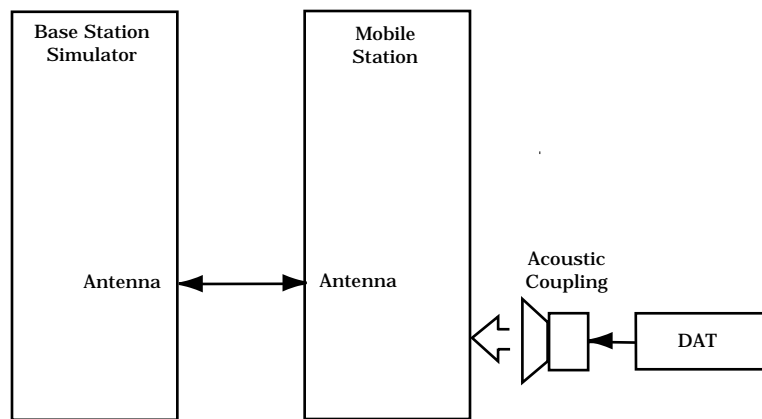 Base Station
Simulator
Mobile
Station
Antenna
Antenna
Acoustic
Coupling
DAT